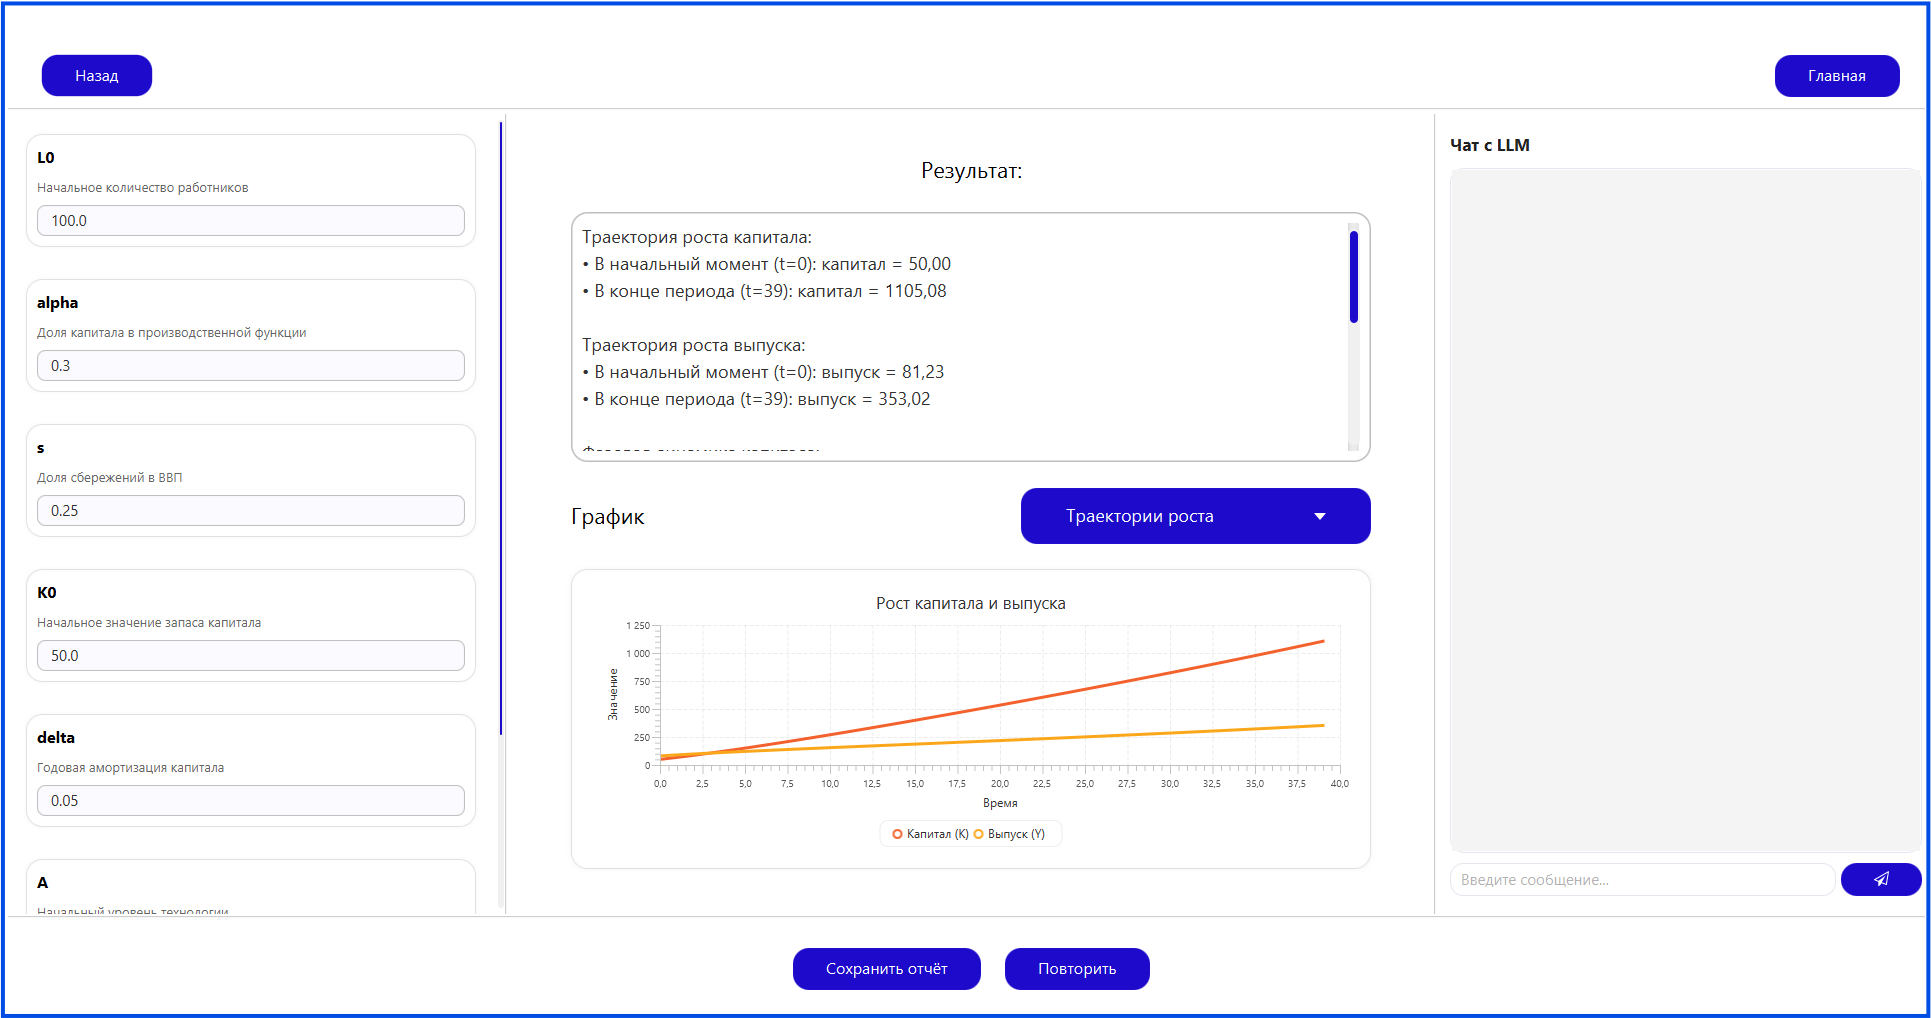 Назад
Главная
L0
Начальное количество работников
100.0
alpha
Доля капитала в производственной функции
0.3
s
Доля сбережений в ВВП
0.25
K0
Начальное значение запаса капитала
50.0
delta
Годовая амортизация капитала
0.05
A
Начальный уровень технологии
Результат:
Траектория роста капитала:
• В начальный момент (t=0): капитал = 50,00
• В конце периода (t=39): капитал = 1105,08
Траектория роста выпуска:
• В начальный момент (t=0): выпуск = 81,23
• В конце периода (t=39): выпуск = 353,02
График
Траектории роста
Рост капитала и выпуска
1 250
1 000
750
500
250
0
Значение
0,0 2,5 5,0 7,5 10,0 12,5 15,0 17,5 20,0 22,5 25,0 27,5 30,0 32,5 35,0 37,5 40,0
Время
Капитал (K) Выпуск (Y)
Чат с LLM
Введите сообщение...
Сохранить отчёт
Повторить